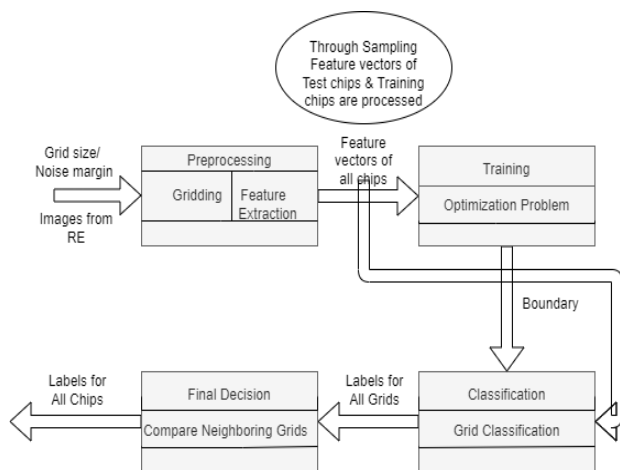 Through Sampling
Feature vectors of
Test chips & Training
chips are processed
Grid size/
Noise margin
Images from
RE
Preprocessing
Gridding
Feature
Extraction
Feature
vectors of
all chips
Training
Optimization Problem
Boundary
Classification
Grid Classification
Labels for
All Grids
Final Decision
Compare Neighboring Grids
Labels for
All Chips